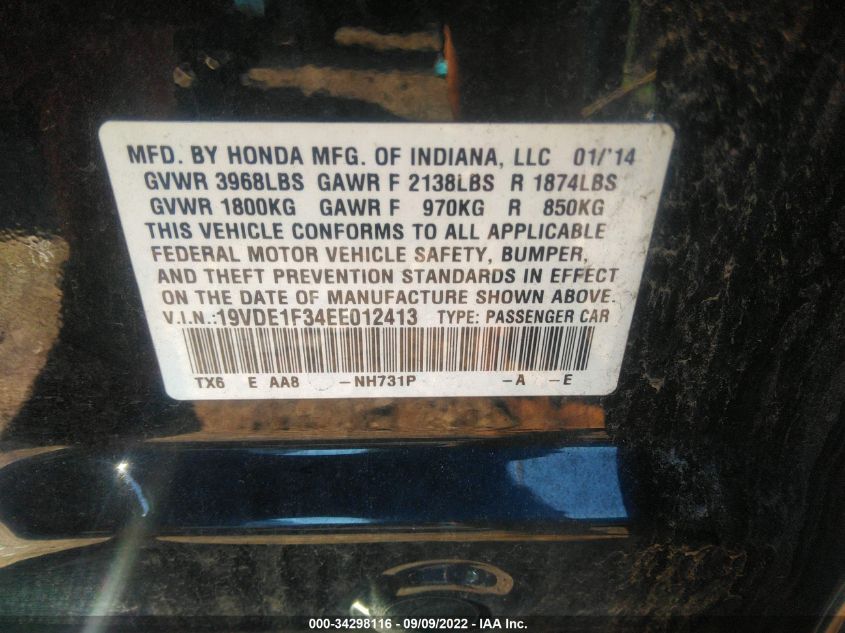 MFD. BY HONDA MFG. OF INDIANA, LLC 01/'14
GVWR 3968LBS GAWR F 2138LBS R 1874LBS
GVWR 1800KG GAWR F 970KG R 850KG
THIS VEHICLE CONFORMS TO ALL APPLICABLE
FEDERAL MOTOR VEHICLE SAFETY, BUMPER,
AND THEFT PREVENTION STANDARDS IN EFFECT
ON THE DATE OF MANUFACTURE SHOWN ABOVE.
V.I.N.:19VDE1F34EE012413 TYPE: PASSENGER CAR
TX6 E AA8 -NH731P -A -E
000-34298116 - 09/09/2022 - IAA Inc.